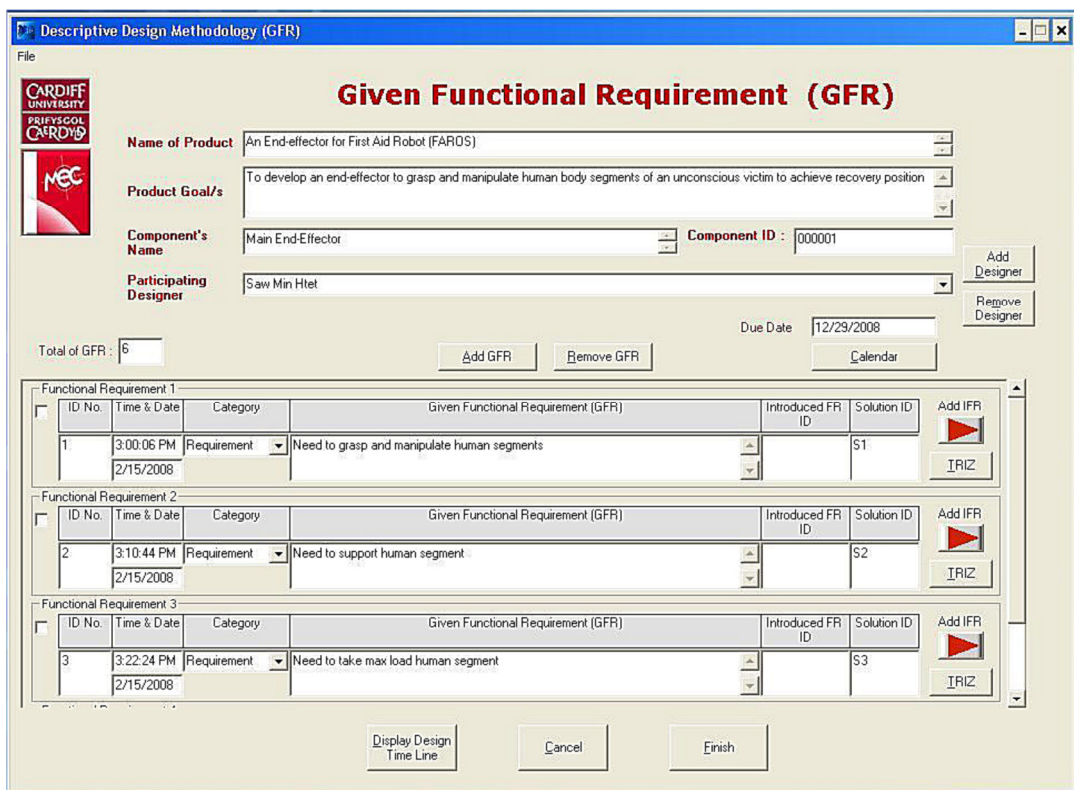 Descriptive Design Methodology (GFR)
File
CARDIFF
UNIVERSITY
PRIFYSGOL
CAERDYDD
MEC
Given Functional Requirement (GFR)
Name of Product An End-effector for First Aid Robot (FAROS)
Product Goal/s To develop an end-effector to grasp and manipulate human body segments of an unconscious victim to achieve recovery position
Component's Name Main End-Effector Component ID : 000001
Participating Designer Saw Min Htet
Add Designer
Remove Designer
Due Date 12/29/2008
Total of GFR : 6 Add GFR Remove GFR Calendar
Functional Requirement 1
ID No. Time & Date Category Given Functional Requirement (GFR) Introduced FR ID Solution ID Add IFR
1 3:00:06 PM Requirement Need to grasp and manipulate human segments S1
2/15/2008 TRIZ
Functional Requirement 2
ID No. Time & Date Category Given Functional Requirement (GFR) Introduced FR ID Solution ID Add IFR
2 3:10:44 PM Requirement Need to support human segment S2
2/15/2008 TRIZ
Functional Requirement 3
ID No. Time & Date Category Given Functional Requirement (GFR) Introduced FR ID Solution ID Add IFR
3 3:22:24 PM Requirement Need to take max load human segment S3
2/15/2008 TRIZ
Display Design Time Line Cancel Finish